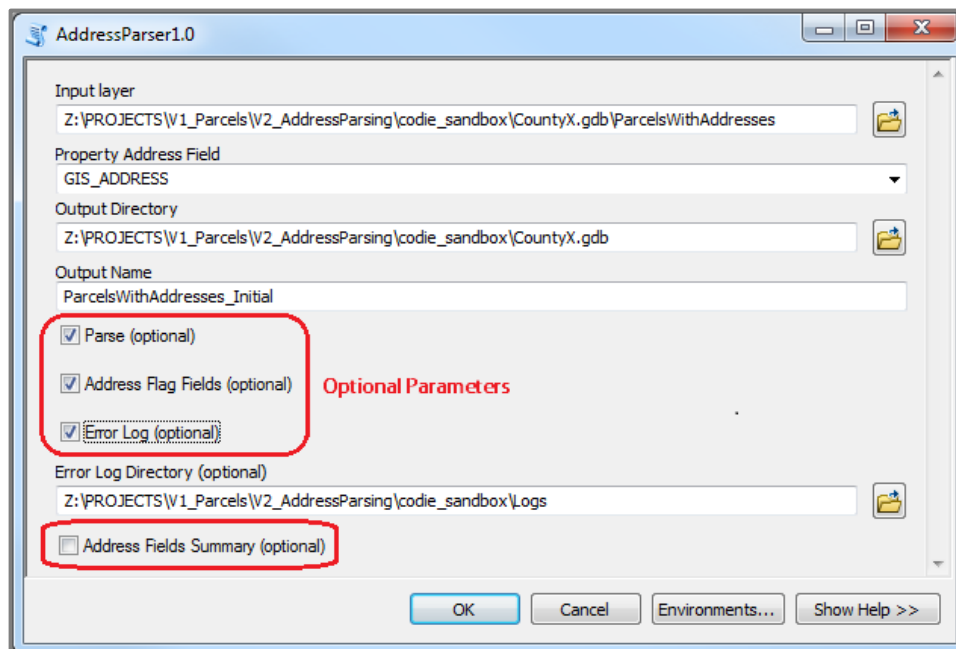 AddressParser1.0
Input layer
Z:\PROJECTS\V1_Parcels\V2_AddressParsing\codie_sandbox\CountyX.gdb\ParcelsWithAddresses
Property Address Field
GIS_ADDRESS
Output Directory
Z:\PROJECTS\V1_Parcels\V2_AddressParsing\codie_sandbox\CountyX.gdb
Output Name
ParcelsWithAddresses_Initial
Parse (optional)
Address Flag Fields (optional) Optional Parameters
Error Log (optional)
Error Log Directory (optional)
Z:\PROJECTS\V1_Parcels\V2_AddressParsing\codie_sandbox\Logs
Address Fields Summary (optional)
OK Cancel Environments... Show Help >>